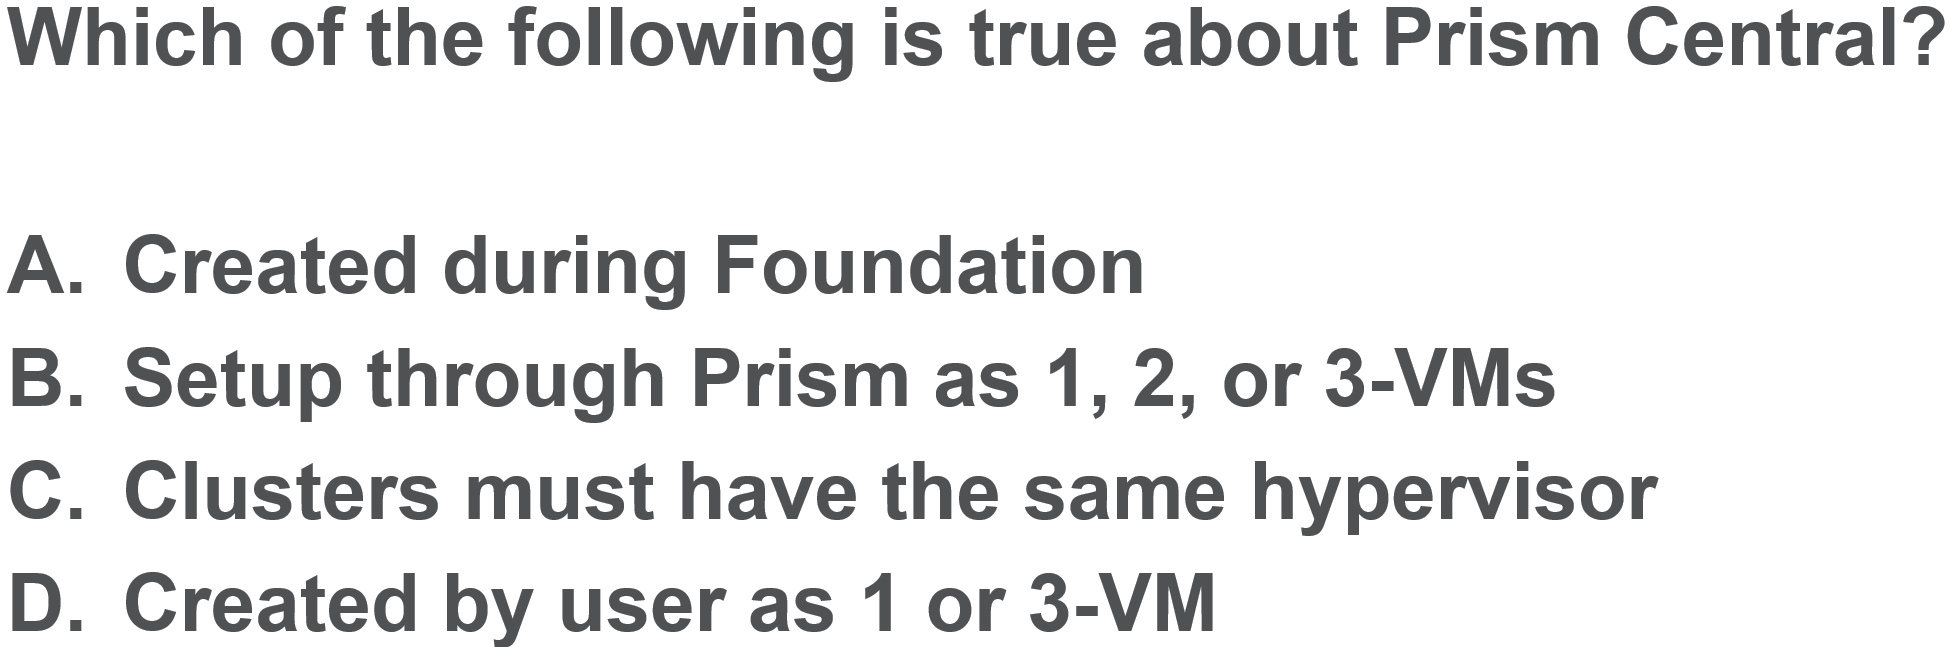 Which of the following is true about Prism Central?
A. Created during Foundation
B. Setup through Prism as 1, 2, or 3-VMs
C. Clusters must have the same hypervisor
D. Created by user as 1 or 3-VM